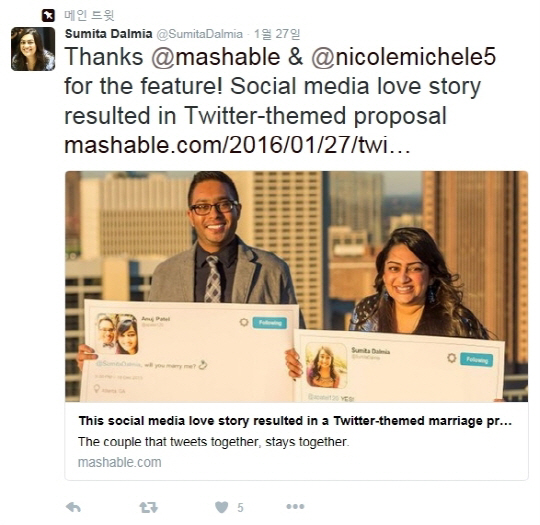 메인 트윗
Sumita Dalmia @SumitaDalmia · 1월 27일
Thanks @mashable & @nicolemichele5
for the feature! Social media love story
resulted in Twitter-themed proposal
mashable.com/2016/01/27/twi…
Anuj Patel
Following
@SumitaDalmia, will you marry me?
Sumita Dalmia
@SumitaDalmia
Following
YES!
This social media love story resulted in a Twitter-themed marriage pr...
The couple that tweets together, stays together.
mashable.com
5